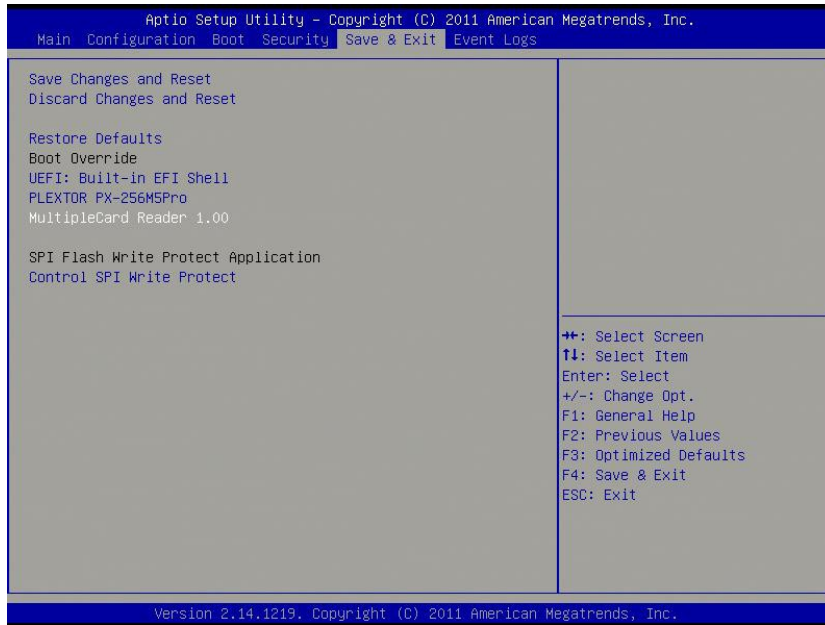 Aptio Setup Utility – Copyright (C) 2011 American Megatrends, Inc.
Main Configuration Boot Security Save & Exit Event Logs
Save Changes and Reset
Discard Changes and Reset
Restore Defaults
Boot Override
UEFI: Built-in EFI Shell
PLEXTOR PX-256M5Pro
MultipleCard Reader 1.00
SPI Flash Write Protect Application
Control SPI Write Protect
→←: Select Screen
↑↓: Select Item
Enter: Select
+/-: Change Opt.
F1: General Help
F2: Previous Values
F3: Optimized Defaults
F4: Save & Exit
ESC: Exit
Version 2.14.1219. Copyright (C) 2011 American Megatrends, Inc.